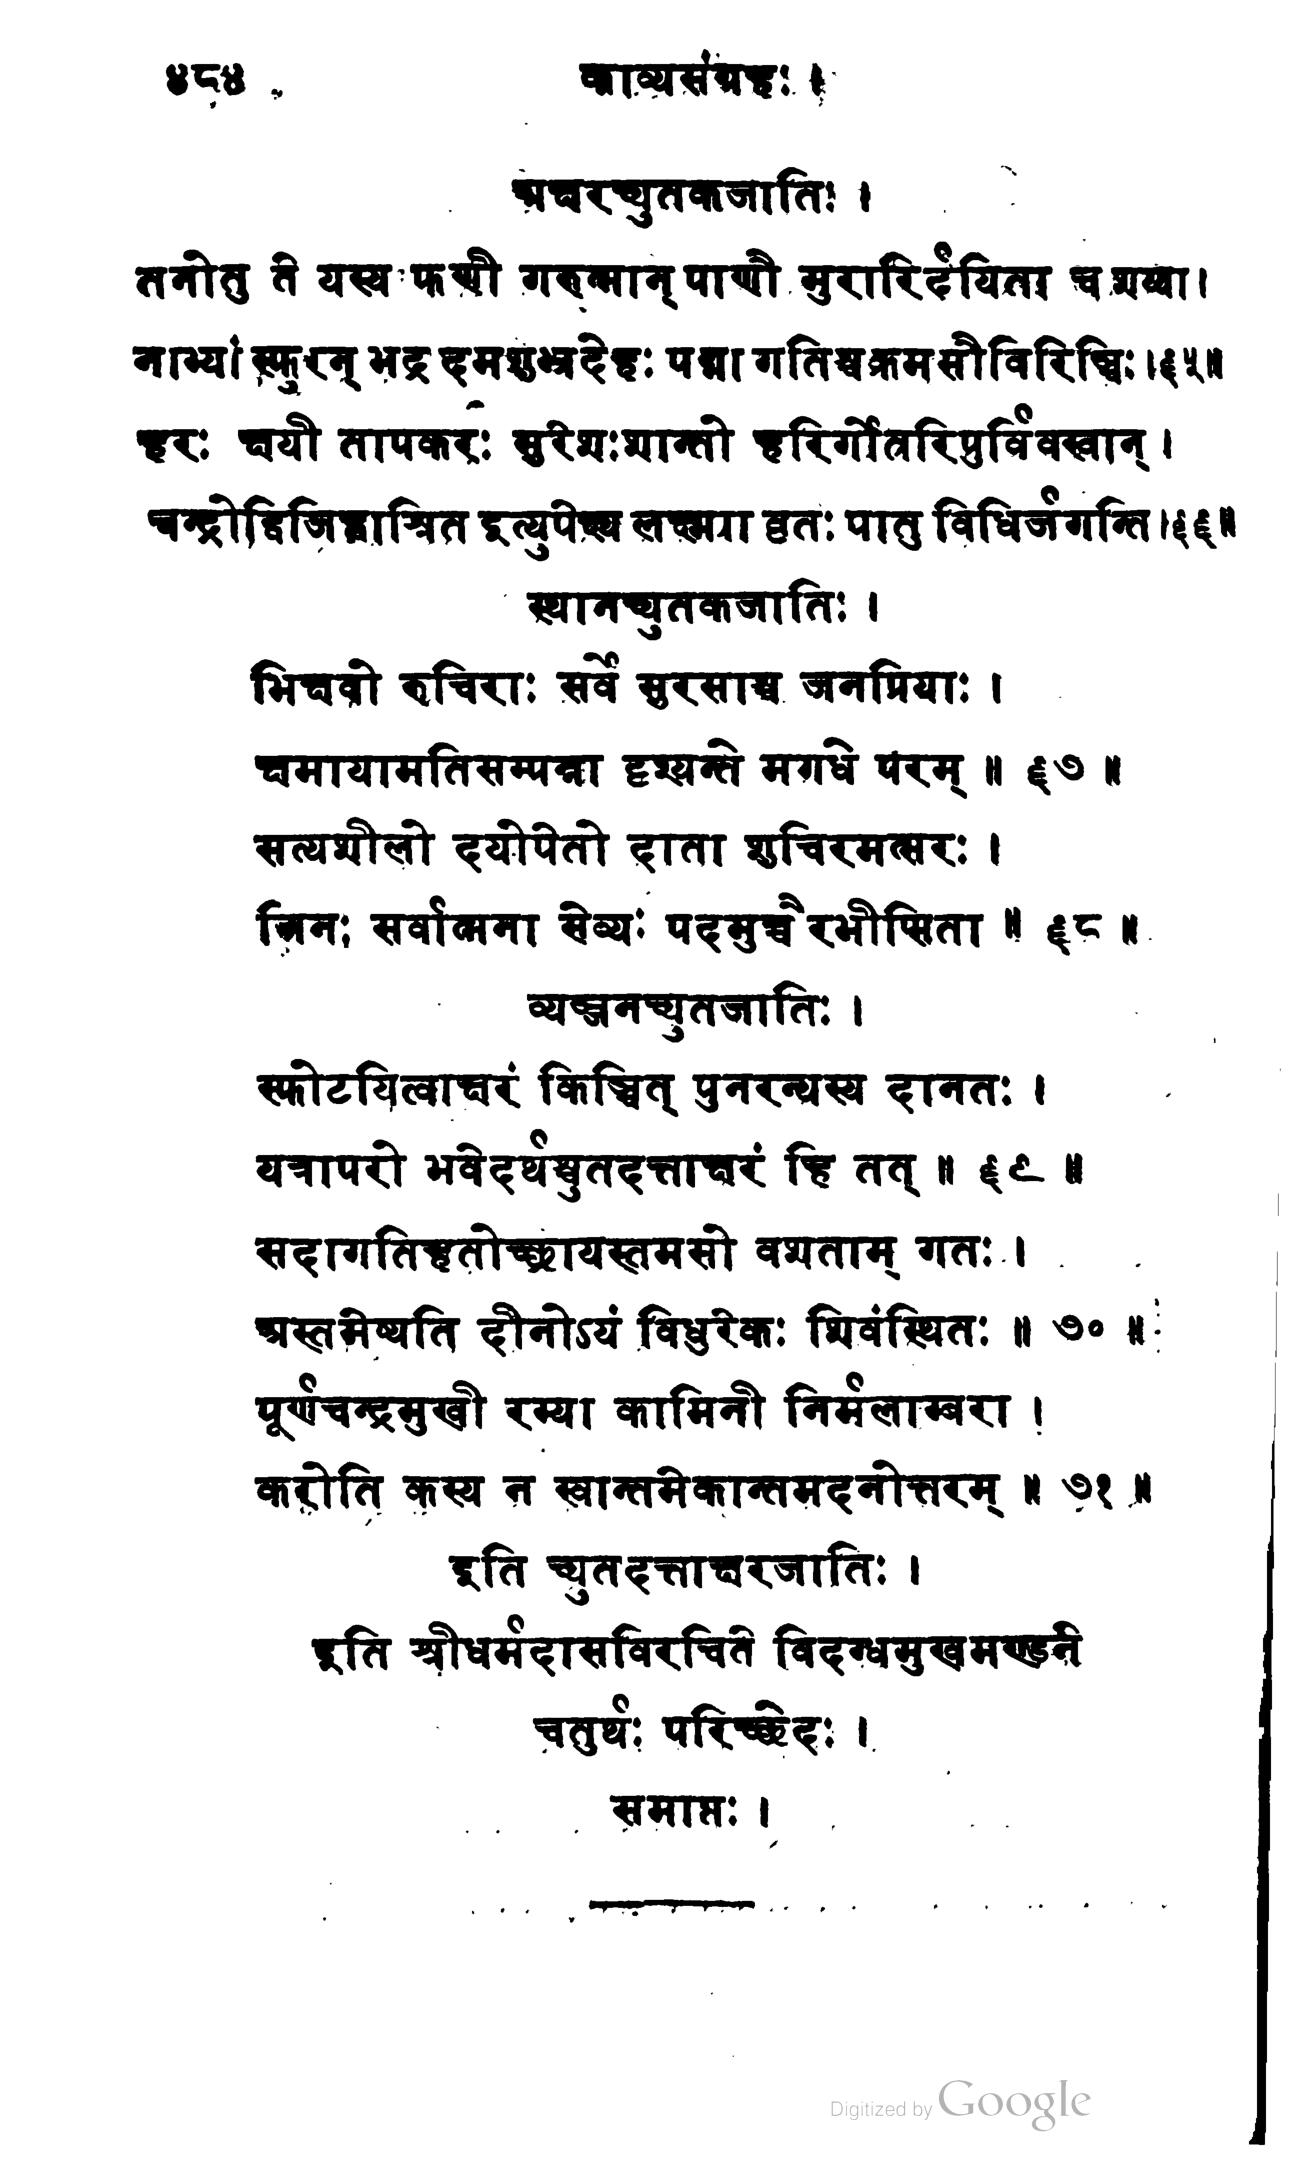 ४८४ काव्यसंग्रहः ।
अक्षरच्युतकजातिः ।
तनोतु ते यस्य फणी गरुत्मान् पाणौ मुरारिर्दयिता च शय्या।
नाभ्यां स्फुरन् भद्रदमशुभ्रदेहः पद्मा गतिश्चक्रमसौविरिञ्चिः।६५॥
हरः क्षयी तापकरः सुरेशःशान्तो हरिर्गोत्ररिपुर्विवस्वान् ।
चन्द्रोद्विजिह्वाश्रित इत्युपेक्ष्य लक्ष्म्या वृतः पातु विधिर्जगन्ति।६६॥
स्थानच्युतकजातिः ।
भिक्षवो रुचिराः सर्वे सुरसाश्च जनप्रियाः ।
क्षमायामतिसम्पन्ना दृश्यन्ते मगधे परम् ॥ ६७ ॥
सत्यशीलो दयोपेतो दाता शुचिरमत्सरः ।
जिनः सर्वात्मना सेव्यः पदमुच्चैरभीप्सिता ॥ ६८ ॥
व्यञ्जनच्युतजातिः ।
स्फोटयित्वाक्षरं किञ्चित् पुनरन्यस्य दानतः ।
यत्रापरो भवेदर्थश्च्युतदत्ताक्षरं हि तत् ॥ ६९ ॥
सदागतिहृतोच्छ्रायस्तमसो वशताम् गतः ।
अस्तमेष्यति दीनोऽयं विधुरेकः शिवंस्थितः ॥ ७० ॥
पूर्णचन्द्रमुखी रम्या कामिनी निर्मलाम्बरा ।
करोति कस्य न स्वान्तमेकान्तमदनोत्तरम् ॥ ७१ ॥
इति च्युतदत्ताक्षरजातिः ।
इति श्रीधर्मदासविरचिते विदग्धमुखमण्डने
चतुर्थः परिच्छेदः ।
समाप्तः ।
Digitized by Google